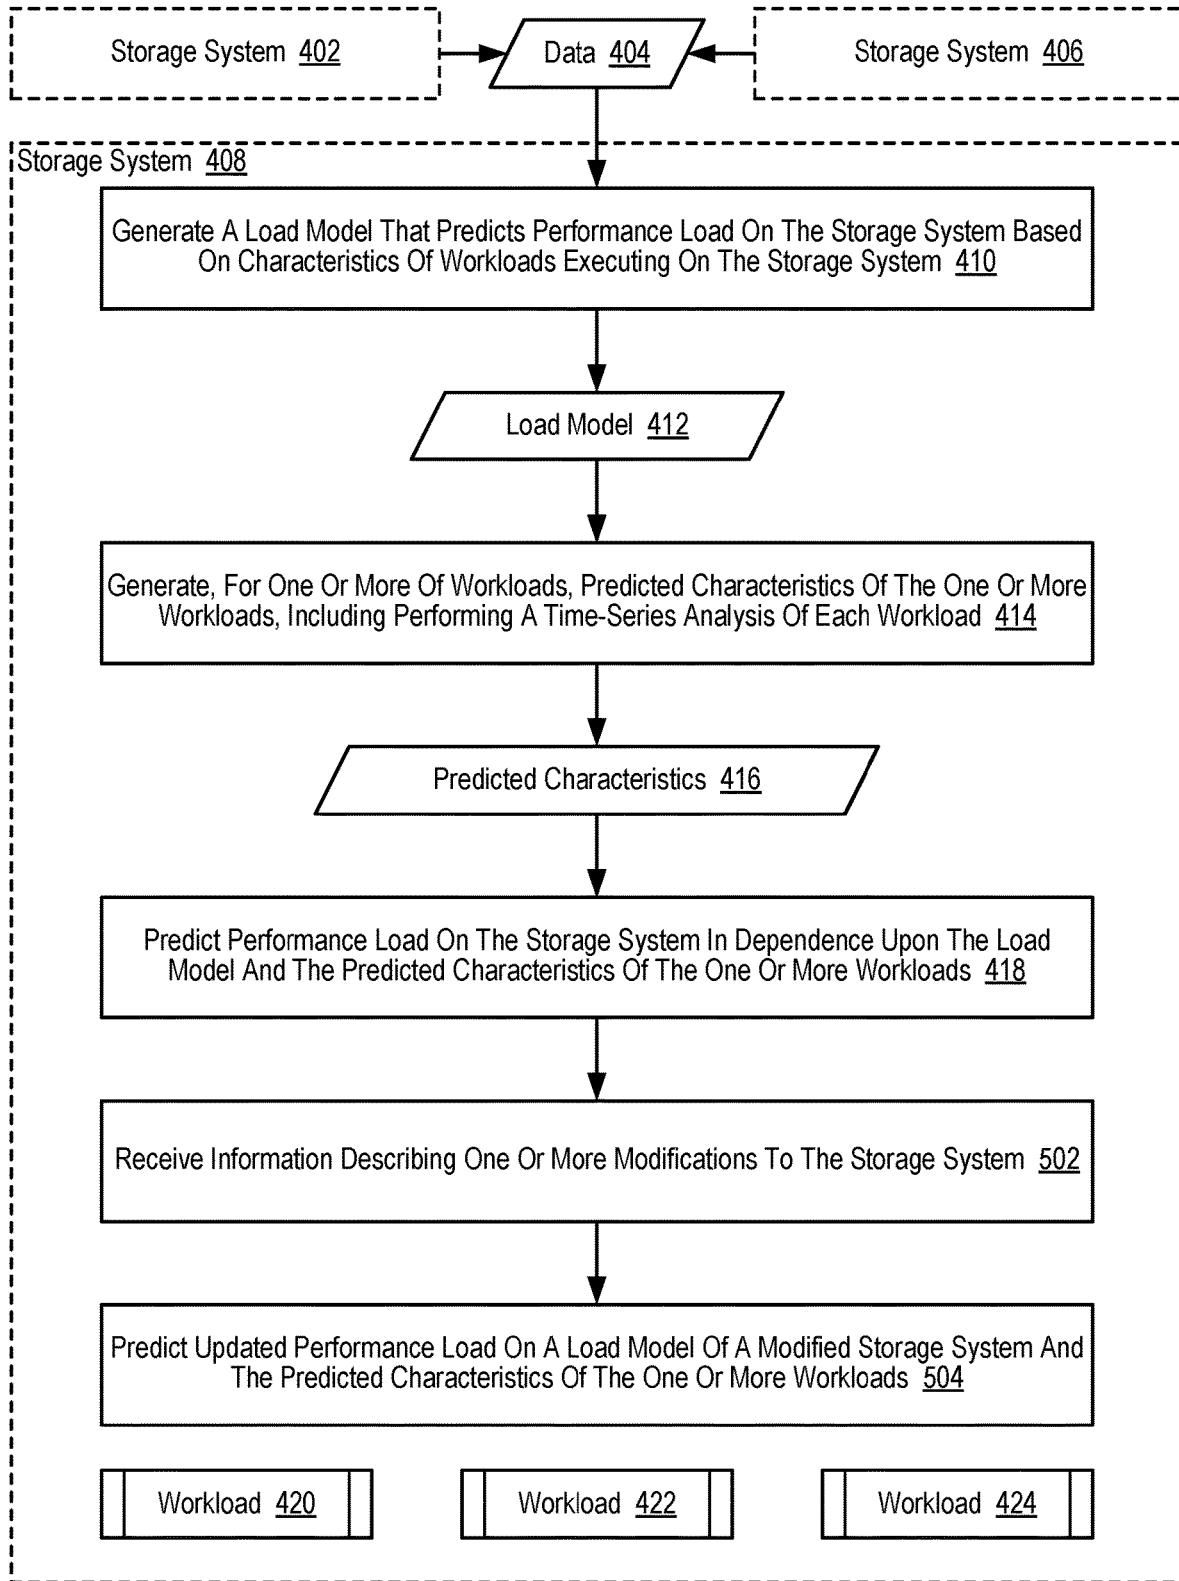 Storage System 402
Data 404
Storage System 406
Storage System 408
Generate A Load Model That Predicts Performance Load On The Storage System Based
On Characteristics Of Workloads Executing On The Storage System 410
Load Model 412
Generate, For One Or More Of Workloads, Predicted Characteristics Of The One Or More
Workloads, Including Performing A Time-Series Analysis Of Each Workload 414
Predicted Characteristics 416
Predict Performance Load On The Storage System In Dependence Upon The Load
Model And The Predicted Characteristics Of The One Or More Workloads 418
Receive Information Describing One Or More Modifications To The Storage System 502
Predict Updated Performance Load On A Load Model Of A Modified Storage System And
The Predicted Characteristics Of The One Or More Workloads 504
Workload 420
Workload 422
Workload 424